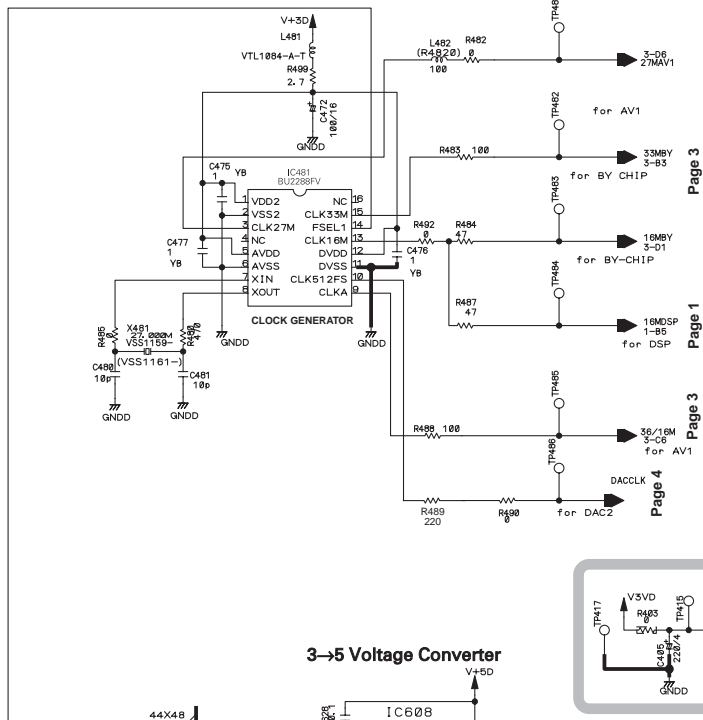 V+3D
L481
VTL1084-A-T
R499
2.7
C472
100/16
GNDD
TP48
L482
(R4820)
100
R482
0
3-D6
27MAV1
TP482
for AV1
R483 100
33MBY
3-B3
for BY CHIP
Page 3
C475
1
YB
IC481
BU2288FV
1 VDD2
2 VSS2
3 CLK27M
4 NC
5 AVDD
6 AVSS
7 XIN
8 XOUT
NC 16
CLK33M 15
FSEL1 14
CLK16M 13
DVDD 12
DVSS 11
CLK512FS 10
CLKA 9
CLOCK GENERATOR
C477
1
YB
C476
1
YB
GNDD
GNDD
TP483
R492
0
R484
47
16MBY
3-D1
for BY-CHIP
TP484
R487
47
16MDSP
1-B5
for DSP
Page 1
R485
0
X481
27.000M
VSS1159-
(VSS1161-)
R480
470
C480
10p
C481
10p
GNDD
GNDD
TP485
R488 100
36/16M
3-C6
for AV1
Page 3
TP486
R489
220
R490
0
DACCLK
for DAC2
Page 4
TP417
V3VD
R403
0
TP415
C405
220/4
GNDD
3→5 Voltage Converter
V+5D
44X48
IC608